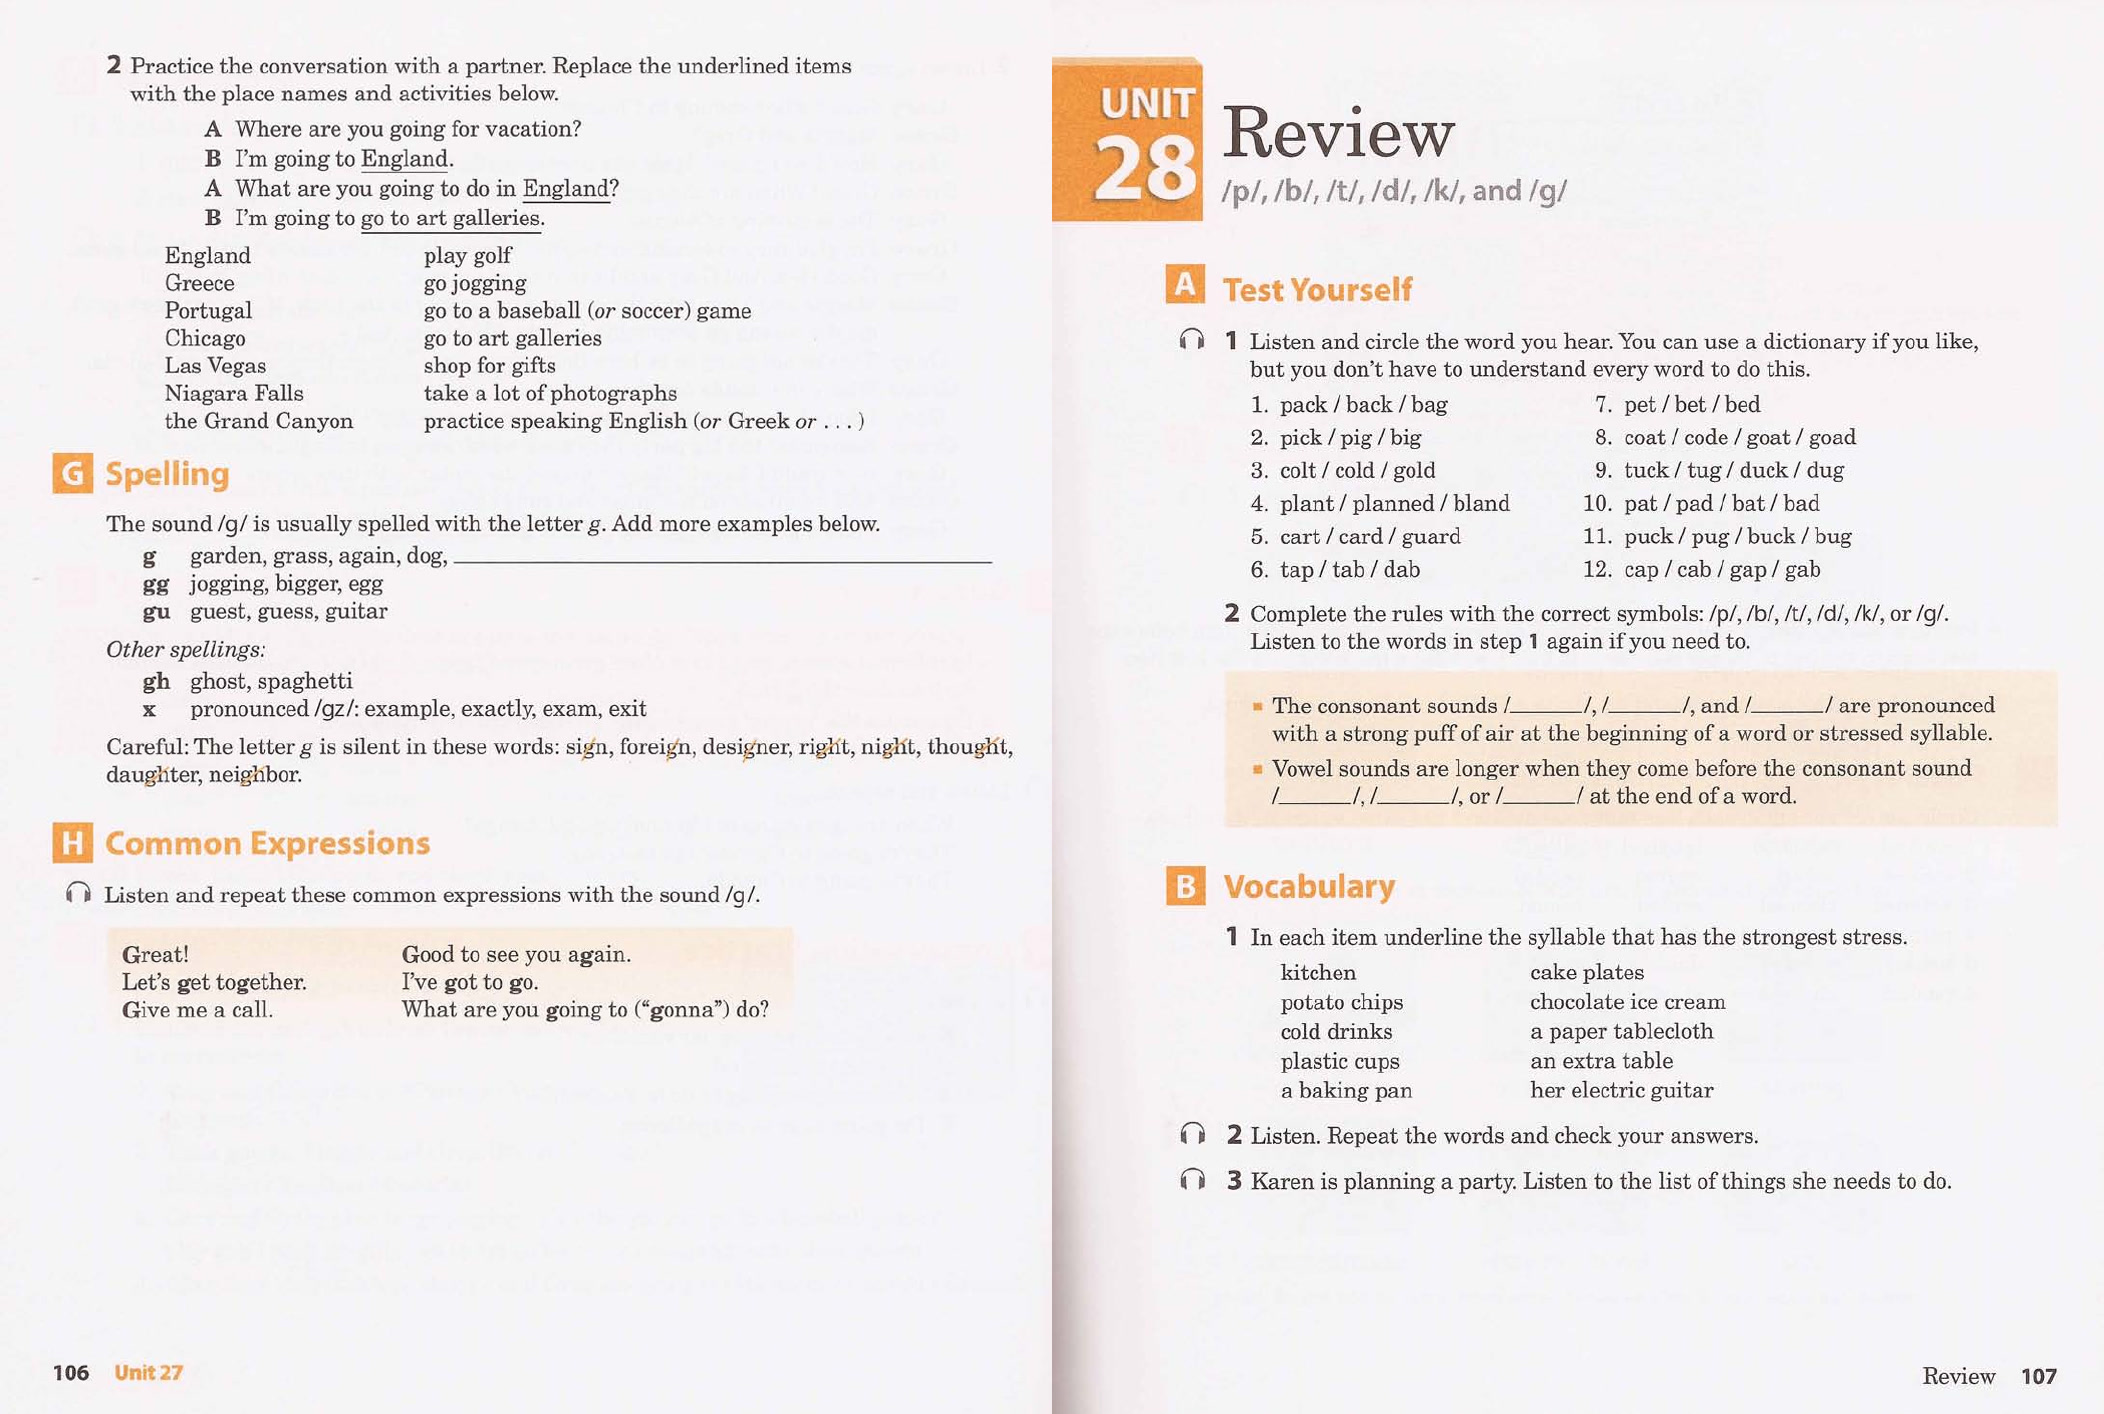 2 Practice the conversation with a partner. Replace the underlined items
with the place names and activities below.
A Where are you going for vacation?
B I'm going to England.
A What are you going to do in England?
B I'm going to go to art galleries.
England play golf
Greece go jogging
Portugal go to a baseball (or soccer) game
Chicago go to art galleries
Las Vegas shop for gifts
Niagara Falls take a lot of photographs
the Grand Canyon practice speaking English (or Greek or . . . )
G Spelling
The sound /g/ is usually spelled with the letter g. Add more examples below.
g garden, grass, again, dog,
gg jogging, bigger, egg
gu guest, guess, guitar
Other spellings:
gh ghost, spaghetti
x pronounced /gz/: example, exactly, exam, exit
Careful: The letter g is silent in these words: sign, foreign, designer, right, night, thought,
daughter, neighbor.
H Common Expressions
Listen and repeat these common expressions with the sound /g/.
Great! Good to see you again.
Let's get together. I've got to go.
Give me a call. What are you going to ("gonna") do?
106 Unit 27
UNIT
28
Review
/p/, /b/, /t/, /d/, /k/, and /g/
A Test Yourself
1 Listen and circle the word you hear. You can use a dictionary if you like,
but you don't have to understand every word to do this.
1. pack / back / bag 7. pet / bet / bed
2. pick / pig / big 8. coat / code / goat / goad
3. colt / cold / gold 9. tuck / tug / duck / dug
4. plant / planned / bland 10. pat / pad / bat / bad
5. cart / card / guard 11. puck / pug / buck / bug
6. tap / tab / dab 12. cap / cab / gap / gab
2 Complete the rules with the correct symbols: /p/, /b/, /t/, /d/, /k/, or /g/.
Listen to the words in step 1 again if you need to.
▪ The consonant sounds /______/, /______/, and /______/ are pronounced
with a strong puff of air at the beginning of a word or stressed syllable.
▪ Vowel sounds are longer when they come before the consonant sound
/______/, /______/, or /______/ at the end of a word.
B Vocabulary
1 In each item underline the syllable that has the strongest stress.
kitchen cake plates
potato chips chocolate ice cream
cold drinks a paper tablecloth
plastic cups an extra table
a baking pan her electric guitar
2 Listen. Repeat the words and check your answers.
3 Karen is planning a party. Listen to the list of things she needs to do.
Review 107